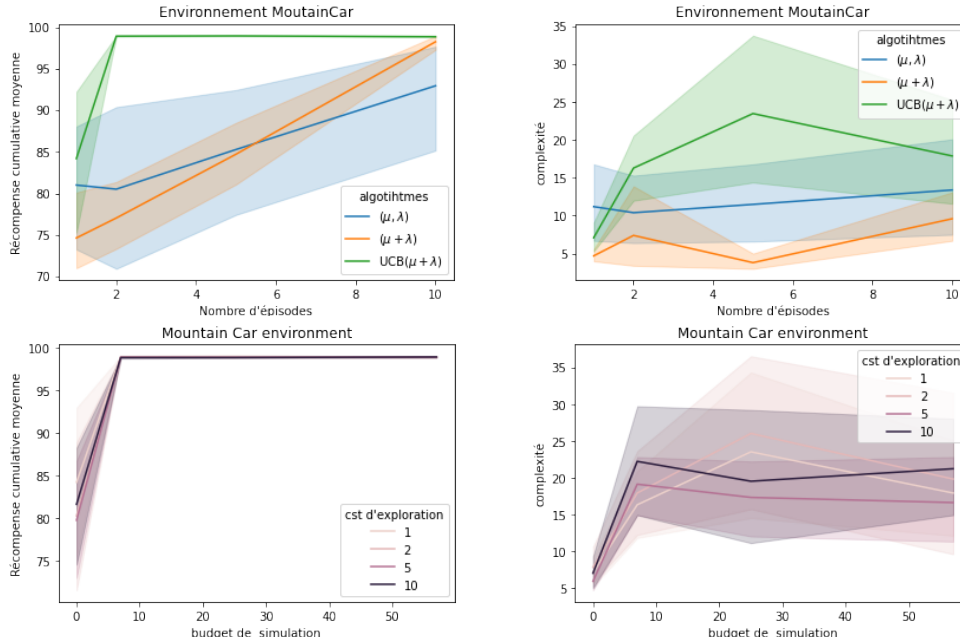 Environnement MoutainCar
Récompense cumulative moyenne
100
95
90
85
80
75
70
algotihtmes
(μ, λ)
(μ + λ)
UCB(μ + λ)
2
4
6
8
10
Nombre d'épisodes
Environnement MoutainCar
complexité
35
30
25
20
15
10
5
algotihtmes
(μ, λ)
(μ + λ)
UCB(μ + λ)
2
4
6
8
10
Nombre d'épisodes
Mountain Car environment
Récompense cumulative moyenne
100
95
90
85
80
75
cst d'exploration
1
2
5
10
0
10
20
30
40
50
budget de simulation
Mountain Car environment
complexité
35
30
25
20
15
10
5
cst d'exploration
1
2
5
10
0
10
20
30
40
50
budget de simulation